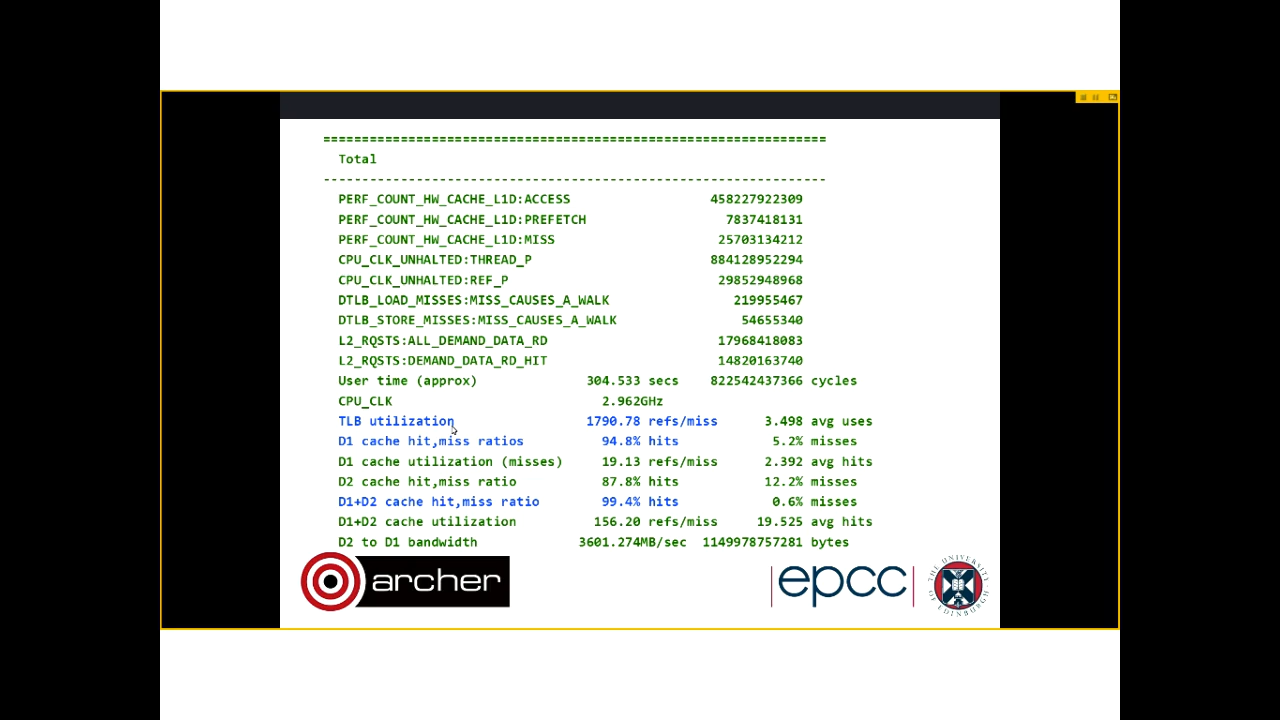 =================================================================
Total
-----------------------------------------------------------------
PERF_COUNT_HW_CACHE_L1D:ACCESS 458227922309
PERF_COUNT_HW_CACHE_L1D:PREFETCH 7837418131
PERF_COUNT_HW_CACHE_L1D:MISS 25703134212
CPU_CLK_UNHALTED:THREAD_P 884128952294
CPU_CLK_UNHALTED:REF_P 29852948968
DTLB_LOAD_MISSES:MISS_CAUSES_A_WALK 219955467
DTLB_STORE_MISSES:MISS_CAUSES_A_WALK 54655340
L2_RQSTS:ALL_DEMAND_DATA_RD 17968418083
L2_RQSTS:DEMAND_DATA_RD_HIT 14820163740
User time (approx) 304.533 secs 822542437366 cycles
CPU_CLK 2.962GHz
TLB utilization 1790.78 refs/miss 3.498 avg uses
D1 cache hit,miss ratios 94.8% hits 5.2% misses
D1 cache utilization (misses) 19.13 refs/miss 2.392 avg hits
D2 cache hit,miss ratio 87.8% hits 12.2% misses
D1+D2 cache hit,miss ratio 99.4% hits 0.6% misses
D1+D2 cache utilization 156.20 refs/miss 19.525 avg hits
D2 to D1 bandwidth 3601.274MB/sec 1149978757281 bytes
archer
epcc
THE UNIVERSITY OF EDINBURGH